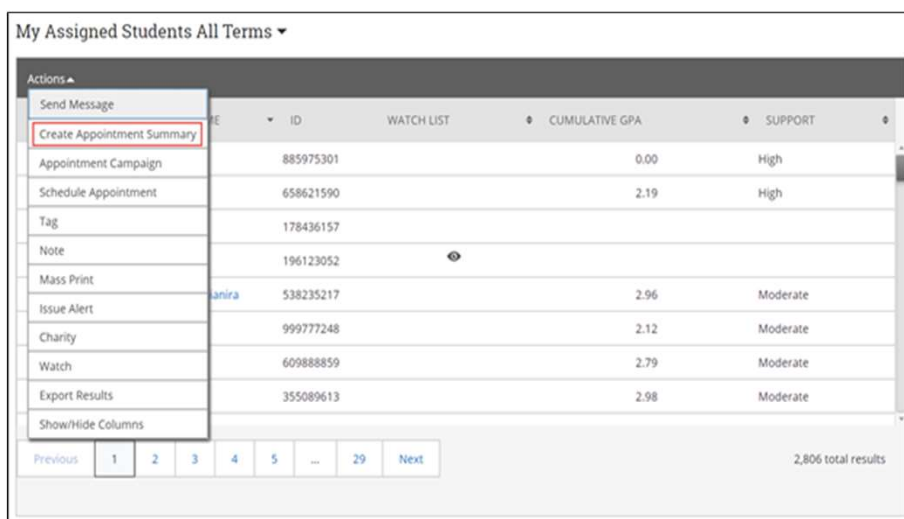 My Assigned Students All Terms
Actions
Send Message
ME ID WATCH LIST CUMULATIVE GPA SUPPORT
Create Appointment Summary
885975301 0.00 High
Appointment Campaign
Schedule Appointment
658621590 2.19 High
Tag
178436157
Note
196123052
Mass Print
ianira 538235217 2.96 Moderate
Issue Alert
999777248 2.12 Moderate
Charity
Watch
609888859 2.79 Moderate
Export Results
355089613 2.98 Moderate
Show/Hide Columns
Previous 1 2 3 4 5 ... 29 Next 2,806 total results